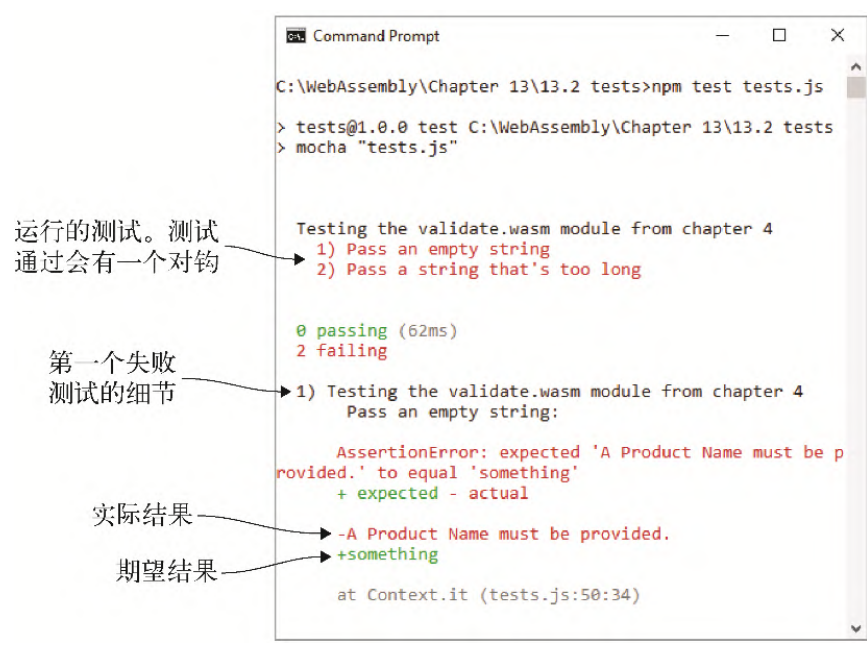 Command Prompt
C:\WebAssembly\Chapter 13\13.2 tests>npm test tests.js
> tests@1.0.0 test C:\WebAssembly\Chapter 13\13.2 tests
> mocha "tests.js"
运行的测试。测试
通过会有一个对钩
Testing the validate.wasm module from chapter 4
1) Pass an empty string
2) Pass a string that's too long
0 passing (62ms)
2 failing
第一个失败
测试的细节
1) Testing the validate.wasm module from chapter 4
Pass an empty string:
AssertionError: expected 'A Product Name must be p
rovided.' to equal 'something'
+ expected - actual
实际结果
-A Product Name must be provided.
期望结果
+something
at Context.it (tests.js:50:34)